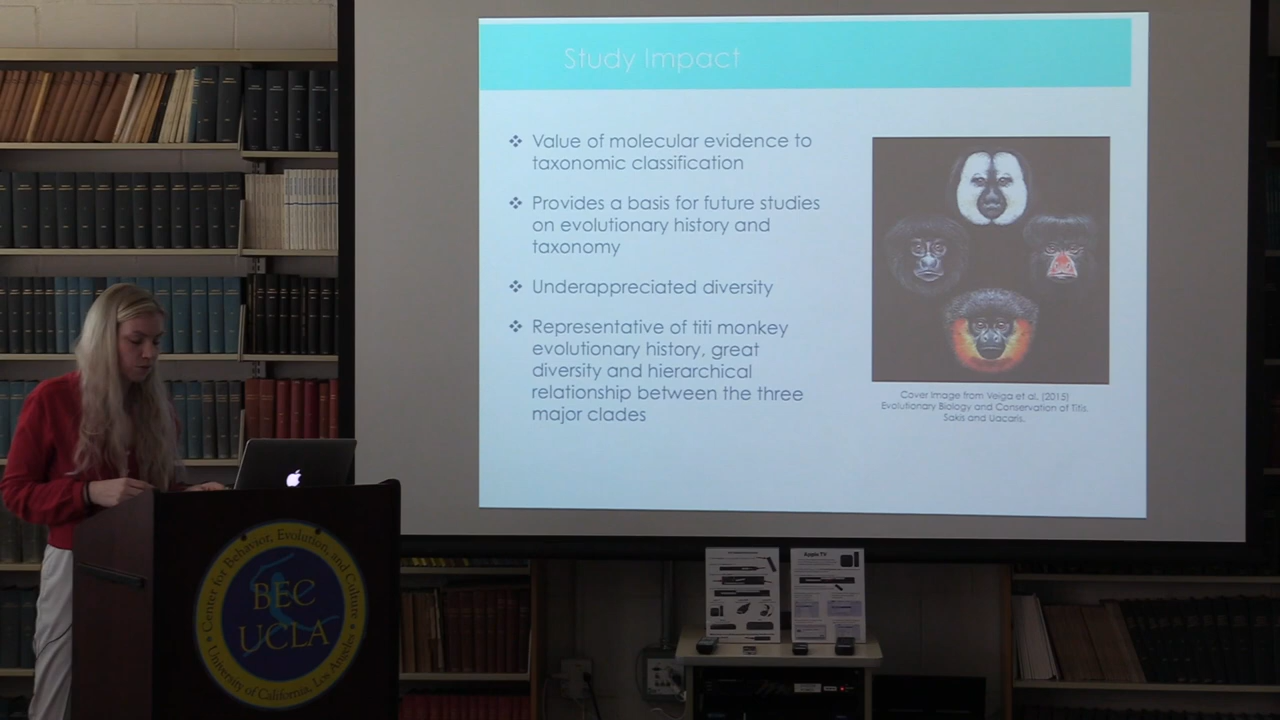 Study Impact
❖ Value of molecular evidence to
taxonomic classification
❖ Provides a basis for future studies
on evolutionary history and
taxonomy
❖ Underappreciated diversity
❖ Representative of titi monkey
evolutionary history, great
diversity and hierarchical
relationship between the three
major clades
Cover Image from Veiga et al. (2015)
Evolutionary Biology and Conservation of Titis,
Sakis and Uacaris.
Center for Behavior, Evolution, and Culture
BEC
UCLA
University of California, Los Angeles
Apple TV